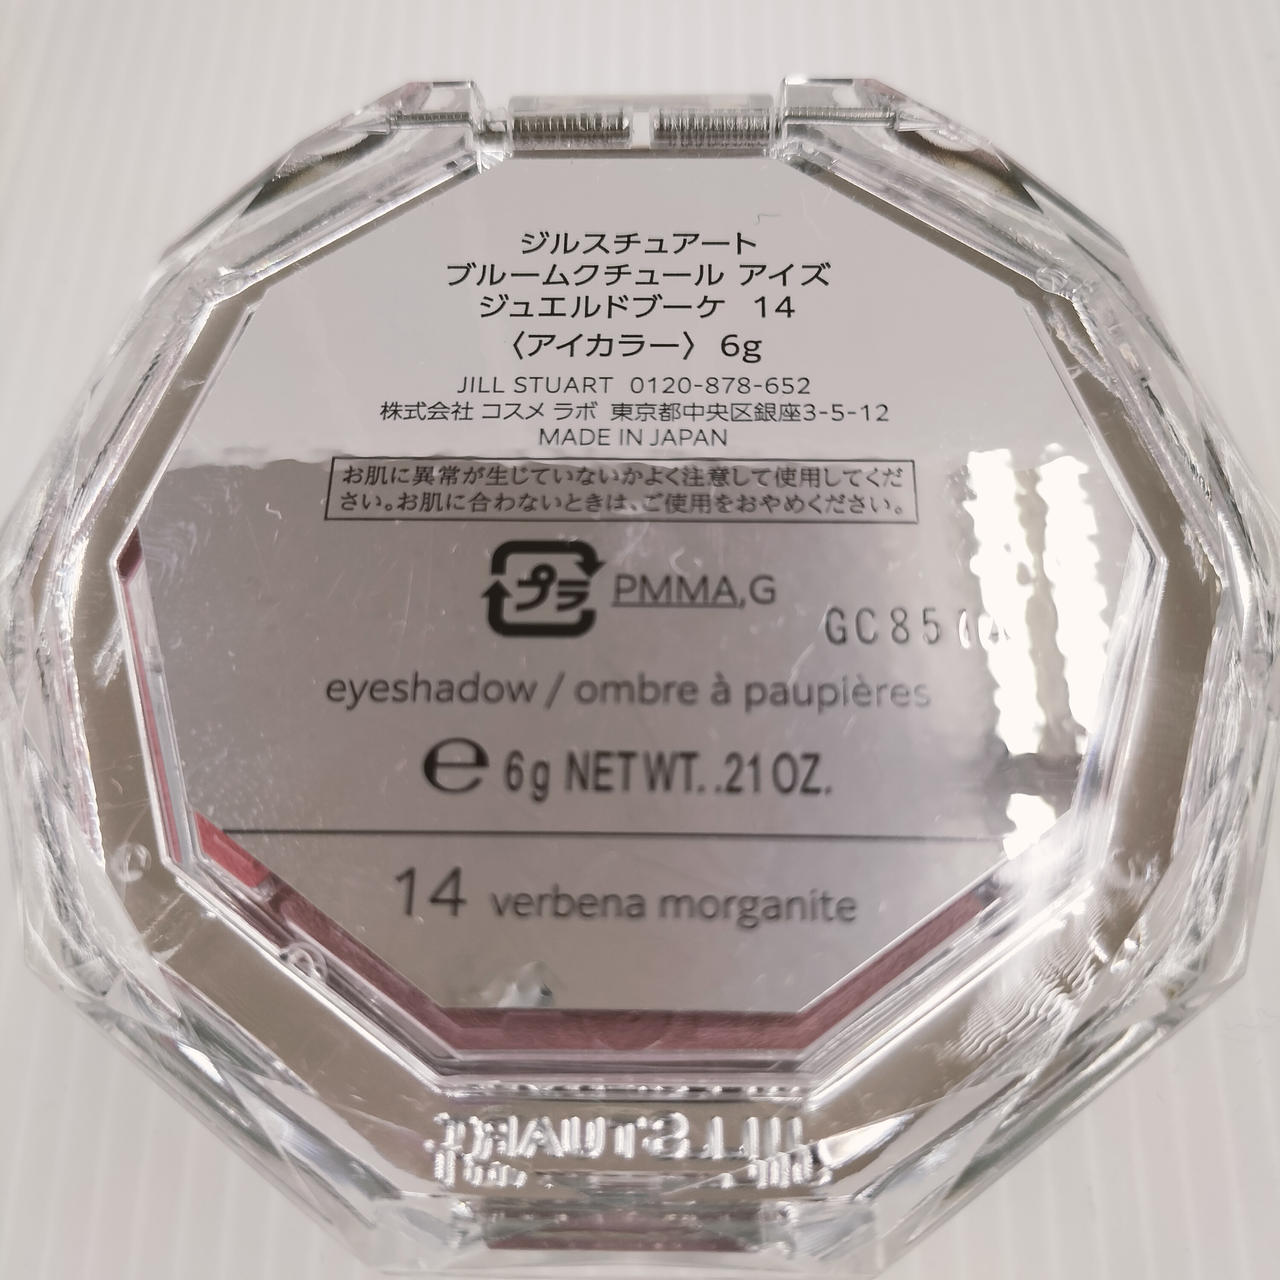 ジルスチュアート
ブルームクチュール アイズ
ジュエルドブーケ 14
〈アイカラー〉 6g
JILL STUART 0120-878-652
株式会社 コスメ ラボ 東京都中央区銀座3-5-12
MADE IN JAPAN
お肌に異常が生じていないかよく注意して使用してくだ
さい。お肌に合わないときは、ご使用をおやめください。
プラ PMMA,G
eyeshadow / ombre à paupières
e 6g NET WT. .21 OZ.
14 verbena morganite
JILL STUART